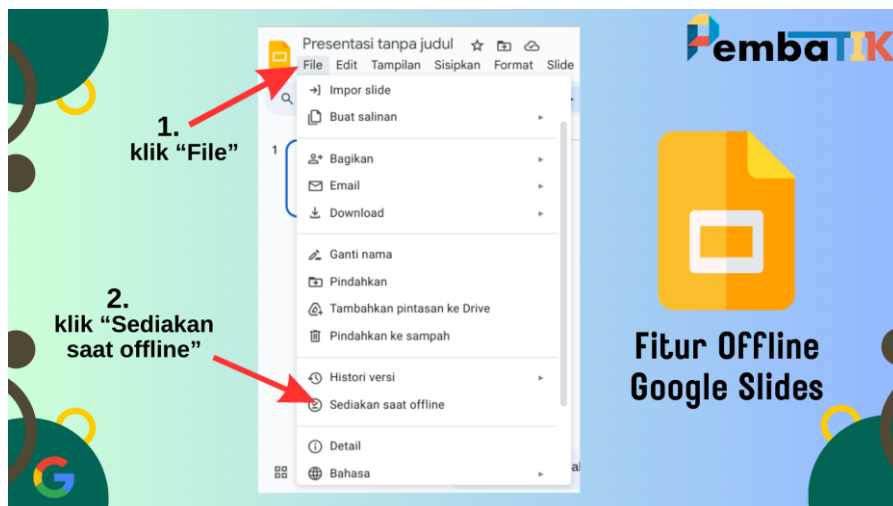 PembaTIK
Presentasi tanpa judul
File Edit Tampilan Sisipkan Format Slide
Impor slide
Buat salinan
1.
klik “File”
1
Bagikan
Email
Download
Ganti nama
Pindahkan
Tambahkan pintasan ke Drive
Pindahkan ke sampah
2.
klik “Sediakan
saat offline”
Histori versi
Sediakan saat offline
Detail
Bahasa
Fitur Offline
Google Slides
G